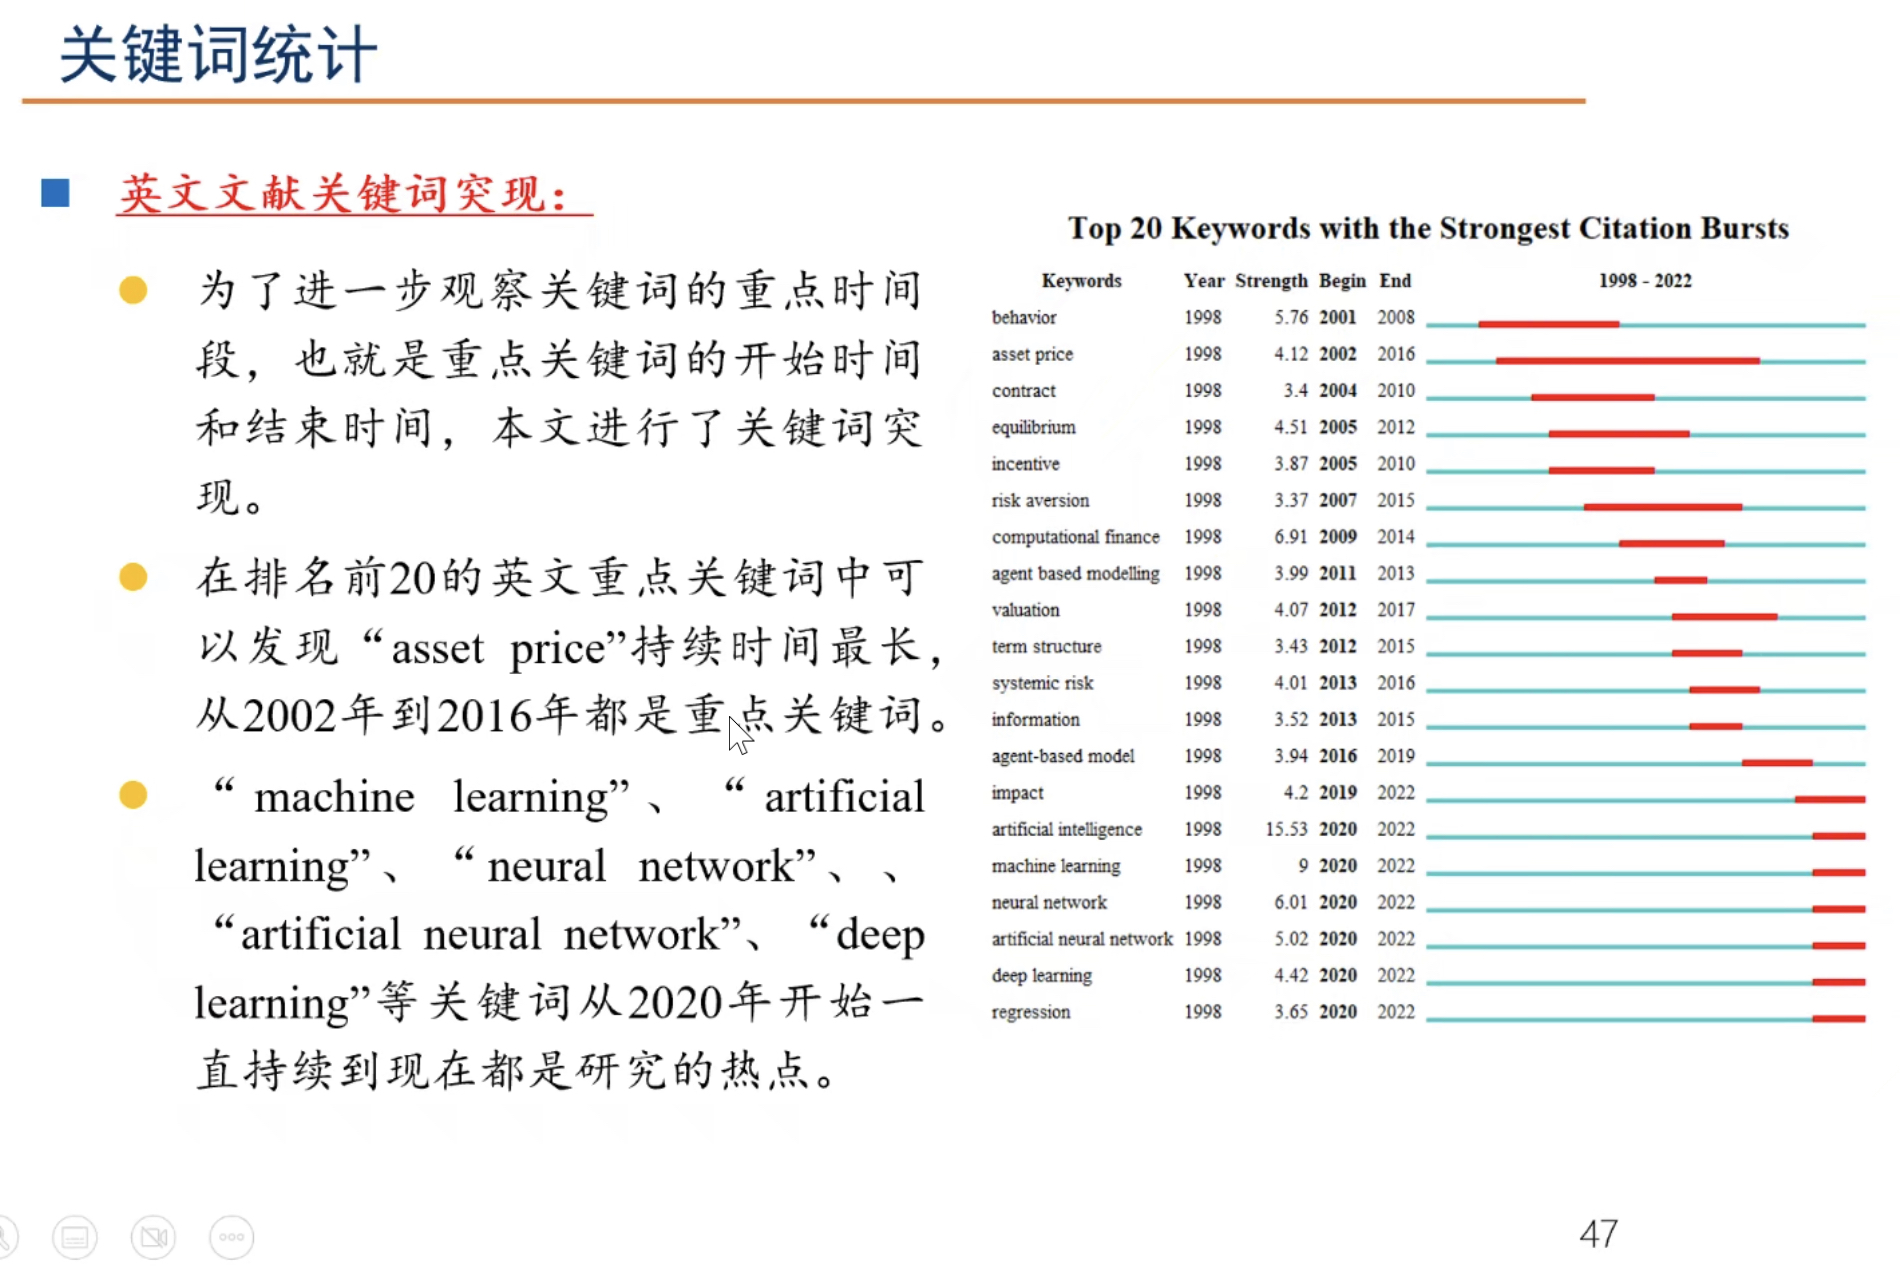 关键词统计
英文文献关键词突现：
为了进一步观察关键词的重点时间
段，也就是重点关键词的开始时间
和结束时间，本文进行了关键词突
现。
在排名前20的英文重点关键词中可
以发现“asset price”持续时间最长，
从2002年到2016年都是重点关键词。
“ machine learning”、“ artificial
learning”、“ neural network”、、
“artificial neural network”、“deep
learning”等关键词从2020年开始一
直持续到现在都是研究的热点。
Top 20 Keywords with the Strongest Citation Bursts
Keywords Year Strength Begin End 1998 - 2022
behavior 1998 5.76 2001 2008
asset price 1998 4.12 2002 2016
contract 1998 3.4 2004 2010
equilibrium 1998 4.51 2005 2012
incentive 1998 3.87 2005 2010
risk aversion 1998 3.37 2007 2015
computational finance 1998 6.91 2009 2014
agent based modelling 1998 3.99 2011 2013
valuation 1998 4.07 2012 2017
term structure 1998 3.43 2012 2015
systemic risk 1998 4.01 2013 2016
information 1998 3.52 2013 2015
agent-based model 1998 3.94 2016 2019
impact 1998 4.2 2019 2022
artificial intelligence 1998 15.53 2020 2022
machine learning 1998 9 2020 2022
neural network 1998 6.01 2020 2022
artificial neural network 1998 5.02 2020 2022
deep learning 1998 4.42 2020 2022
regression 1998 3.65 2020 2022
47